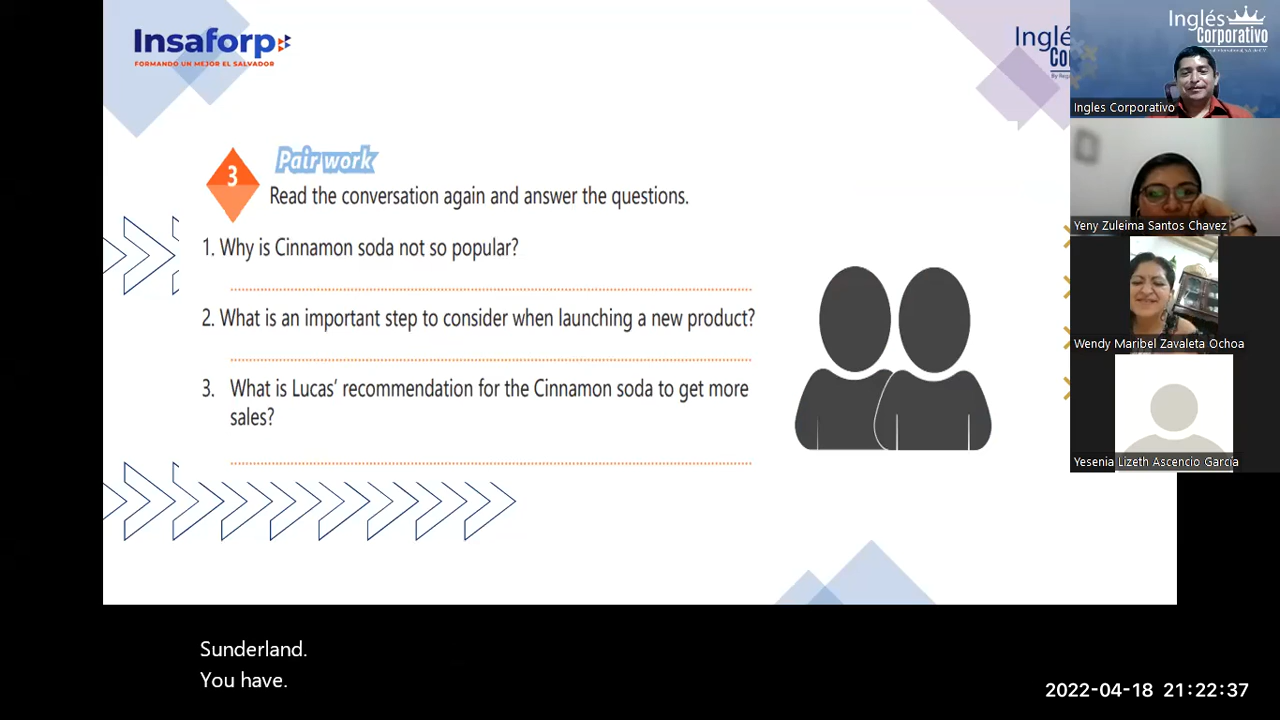 Insaforp
FORMANDO UN MEJOR EL SALVADOR
Inglé
Co
Inglés
Corporativo
Ingles Corporativo
3
Pair work
Read the conversation again and answer the questions.
1. Why is Cinnamon soda not so popular?
2. What is an important step to consider when launching a new product?
3. What is Lucas' recommendation for the Cinnamon soda to get more
sales?
Yeny Zuleima Santos Chavez
Wendy Maribel Zavaleta Ochoa
Yesenia Lizeth Ascencio Garcia
Sunderland.
You have.
2022-04-18 21:22:37